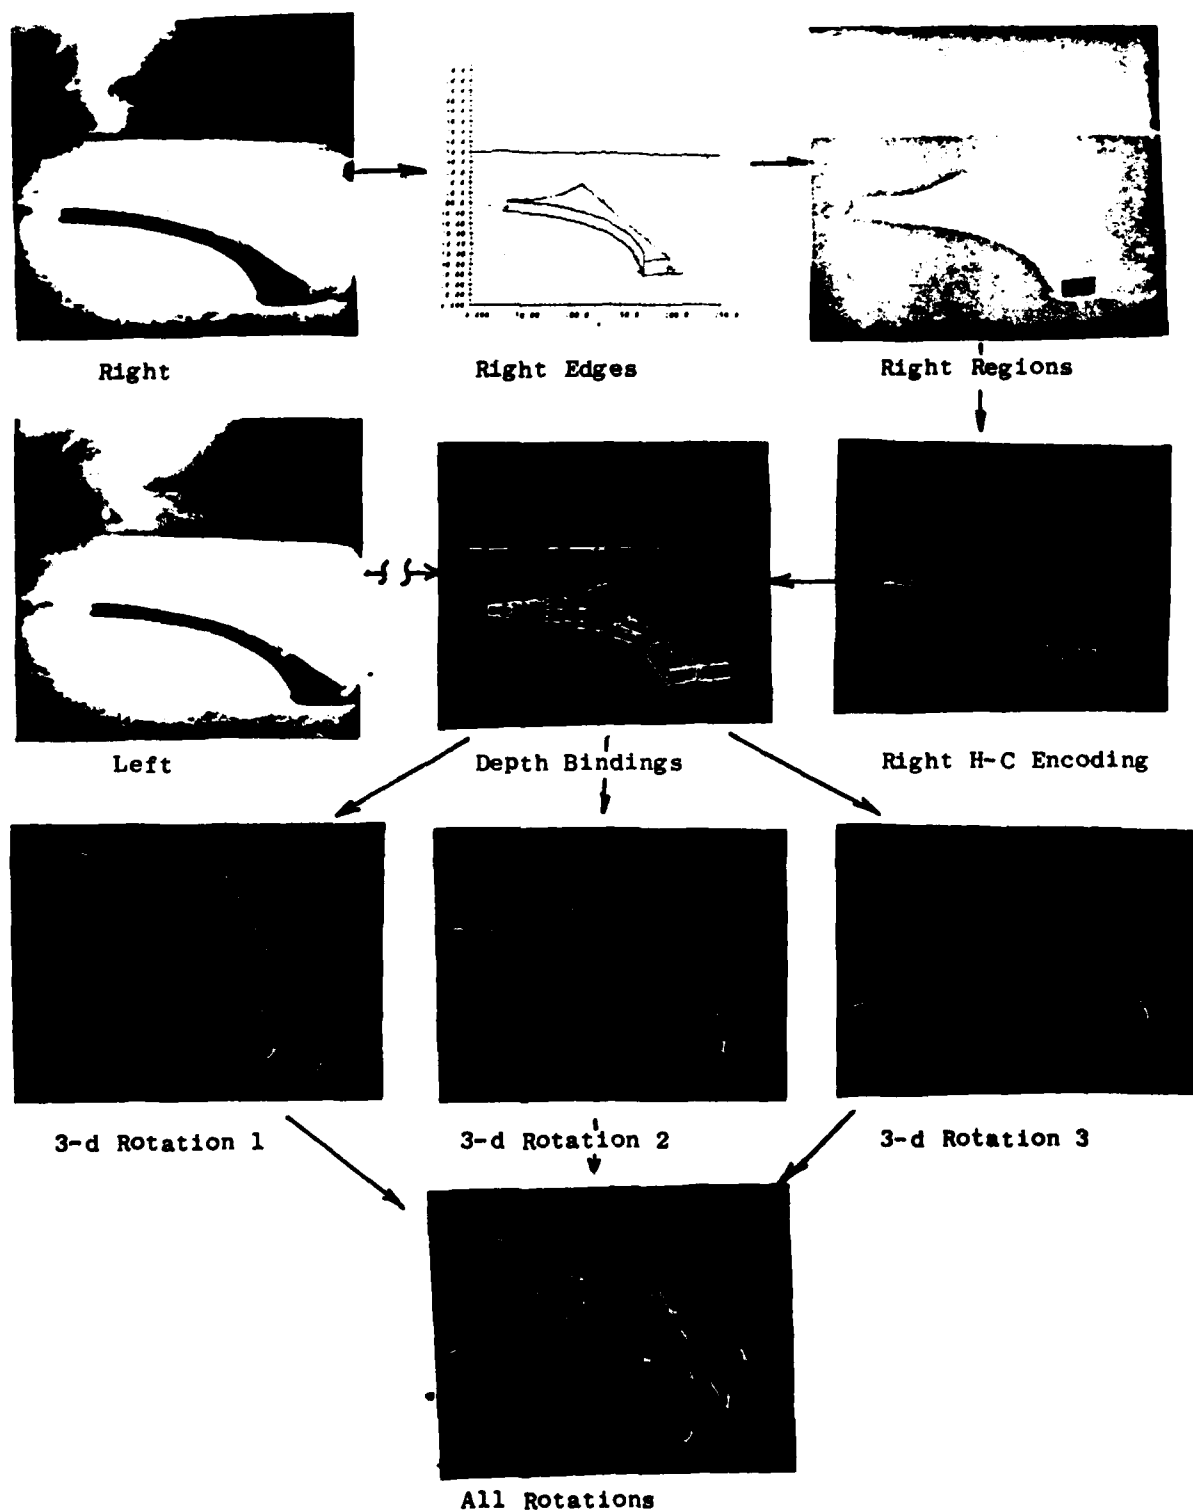 Right
Right Edges
Right Regions
Left
Depth Bindings
Right H-C Encoding
3-d Rotation 1
3-d Rotation 2
3-d Rotation 3
All Rotations